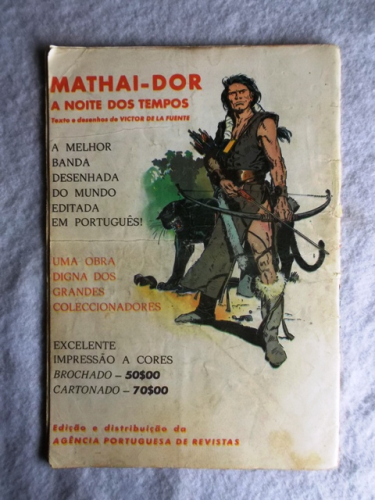 MATHAI-DOR
A NOITE DOS TEMPOS
Texto e desenhos de VICTOR DE LA FUENTE
A MELHOR
BANDA
DESENHADA
DO MUNDO
EDITADA
EM PORTUGUÊS!
UMA OBRA
DIGNA DOS
GRANDES
COLECCIONADORES
EXCELENTE
IMPRESSÃO A CORES
BROCHADO – 50$00
CARTONADO – 70$00
Edição e distribuição da
AGÊNCIA PORTUGUESA DE REVISTAS